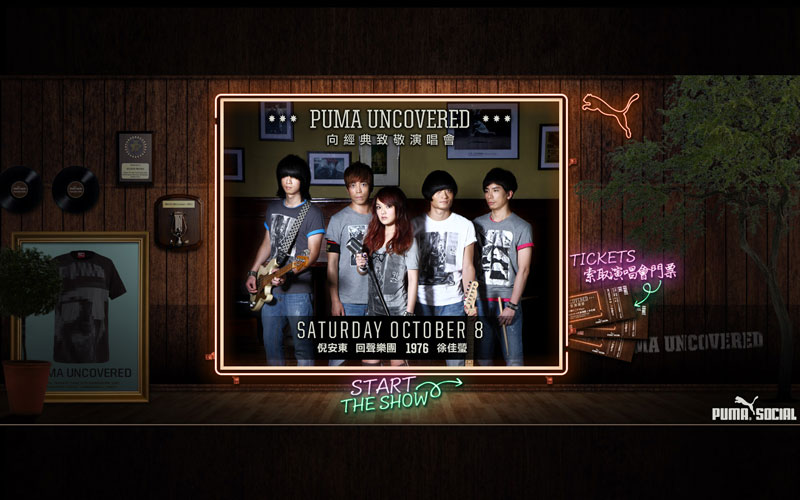 PUMA UNCOVERED
向經典致敬演唱會
SATURDAY OCTOBER 8
倪安東 回聲樂團 1976 徐佳瑩
TICKETS
索取演唱會門票
START
THE SHOW
UMA UNCOVERED
UMA UNCOVERED
PUMA SOCIAL